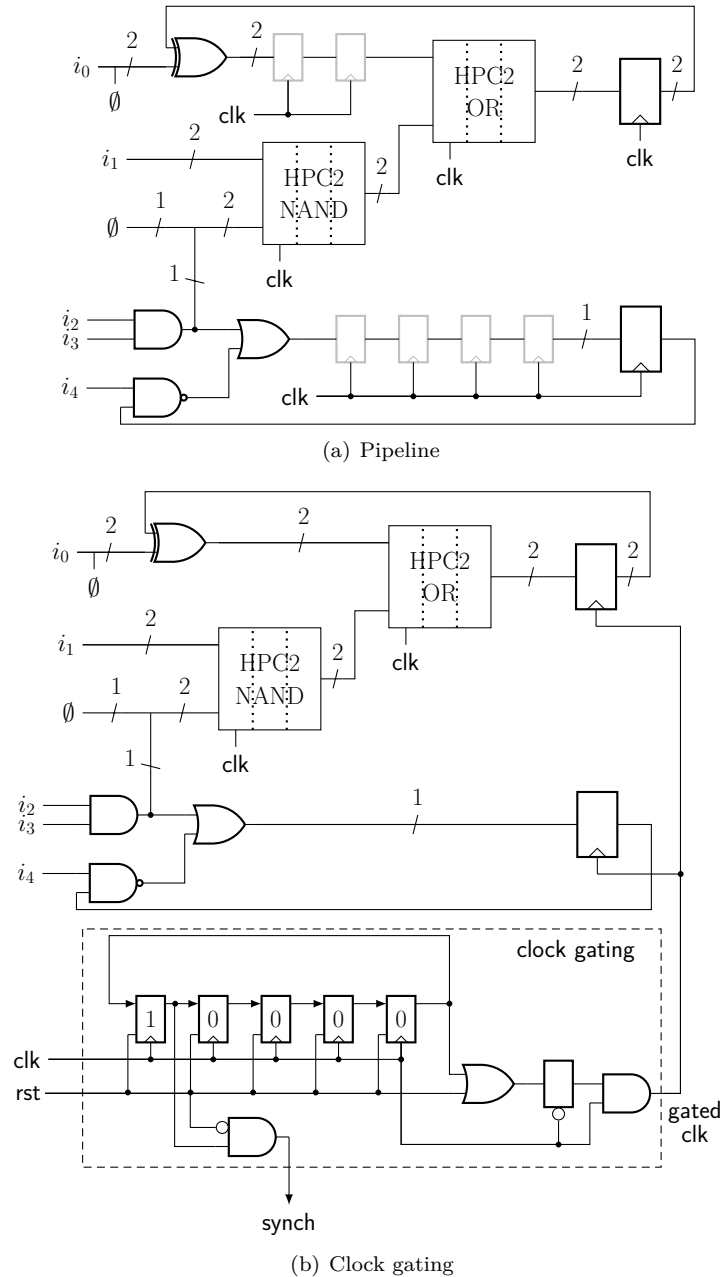 2 2 2 2
i₀
∅
clk
HPC2
OR
clk
clk
i₁ 2
HPC2
NAND
2
∅ 1 2
clk
1
i₂
i₃
1
i₄
clk
(a) Pipeline
2 2 2 2
i₀
∅
HPC2
OR
clk
i₁ 2
HPC2
NAND
2
∅ 1 2
clk
1
i₂
i₃
1
i₄
clock gating
1 0 0 0 0
clk
rst
gated
clk
synch
(b) Clock gating